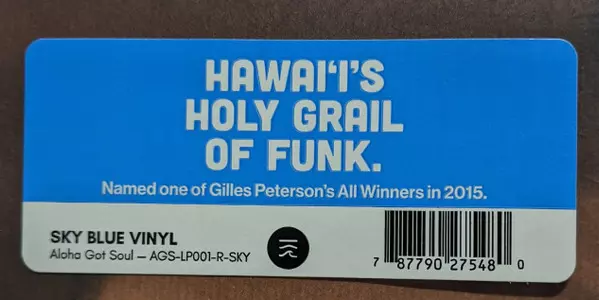 HAWAIʻI'S
HOLY GRAIL
OF FUNK.
Named one of Gilles Peterson's All Winners in 2015.
SKY BLUE VINYL
Aloha Got Soul — AGS-LP001-R-SKY
7 87790 27548 0